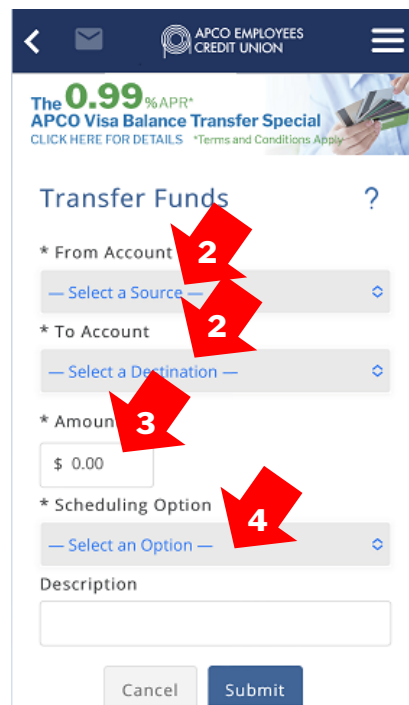 APCO EMPLOYEES
CREDIT UNION
The 0.99 %APR*
APCO Visa Balance Transfer Special
CLICK HERE FOR DETAILS *Terms and Conditions Apply
Transfer Funds ?
* From Account
2
— Select a Source —
* To Account
2
— Select a Destination —
* Amount
3
$ 0.00
* Scheduling Option
4
— Select an Option —
Description
Cancel Submit